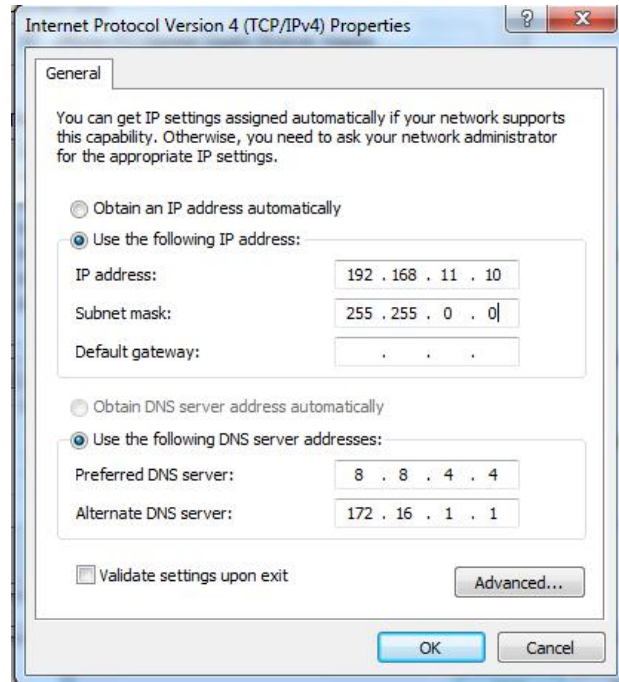 Internet Protocol Version 4 (TCP/IPv4) Properties
General
You can get IP settings assigned automatically if your network supports
this capability. Otherwise, you need to ask your network administrator
for the appropriate IP settings.
Obtain an IP address automatically
Use the following IP address:
IP address: 192 . 168 . 11 . 10
Subnet mask: 255 . 255 . 0 . 0
Default gateway: . . .
Obtain DNS server address automatically
Use the following DNS server addresses:
Preferred DNS server: 8 . 8 . 4 . 4
Alternate DNS server: 172 . 16 . 1 . 1
Validate settings upon exit
Advanced...
OK Cancel